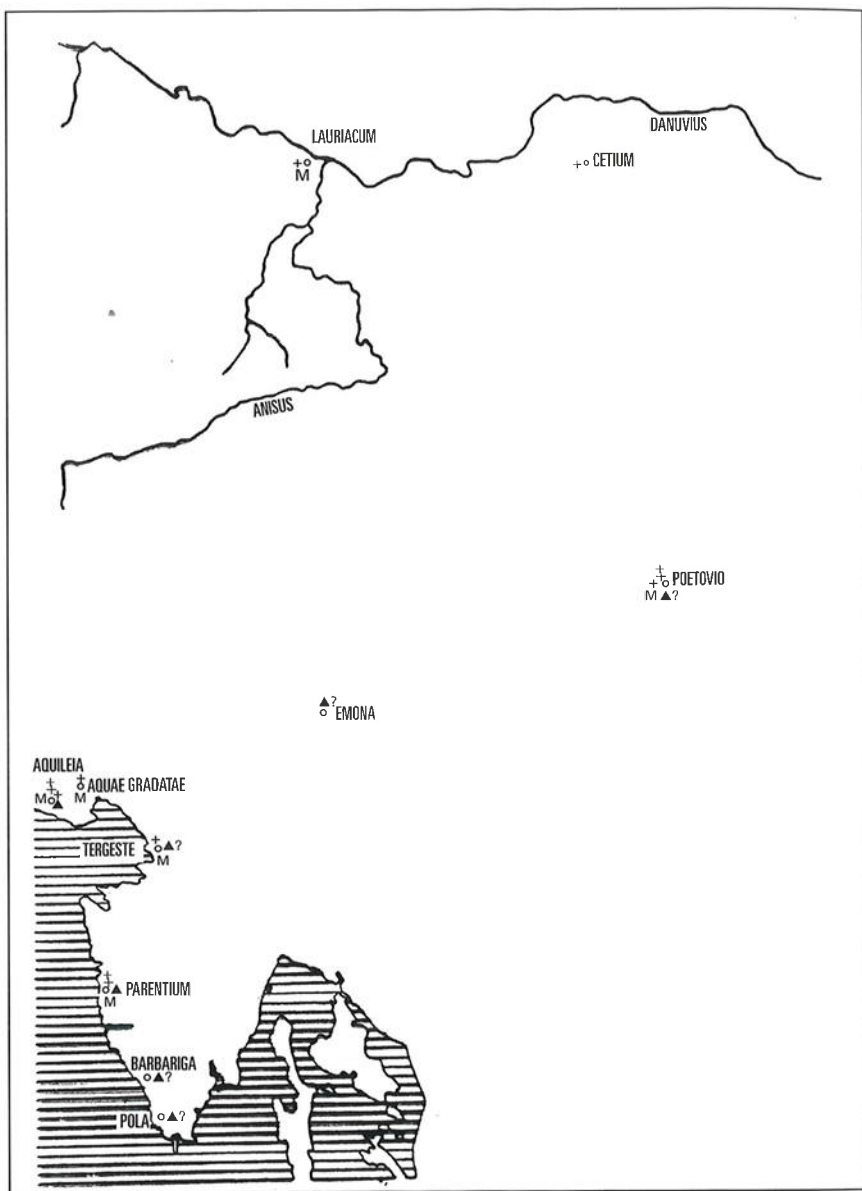 LAURIACUM
M
DANUVIUS
CETIUM
ANISUS
POETOVIO
M ?
?
EMONA
AQUILEIA
AQUAE GRADATAE
M M
TERGESTE ?
M
PARENTIUM
M
BARBARIGA ?
POLA ?